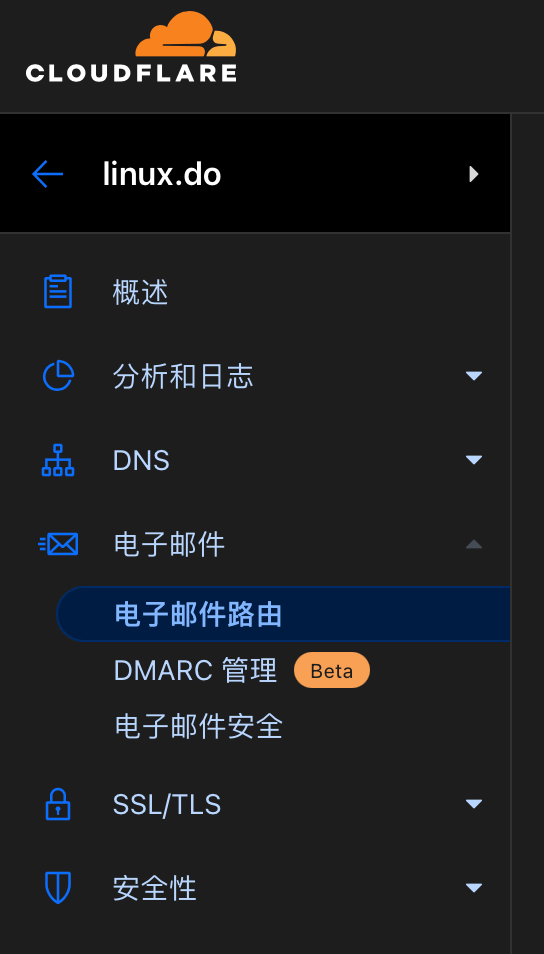 CLOUDFLARE
linux.do
概述
分析和日志
DNS
电子邮件
电子邮件路由
DMARC 管理 Beta
电子邮件安全
SSL/TLS
安全性